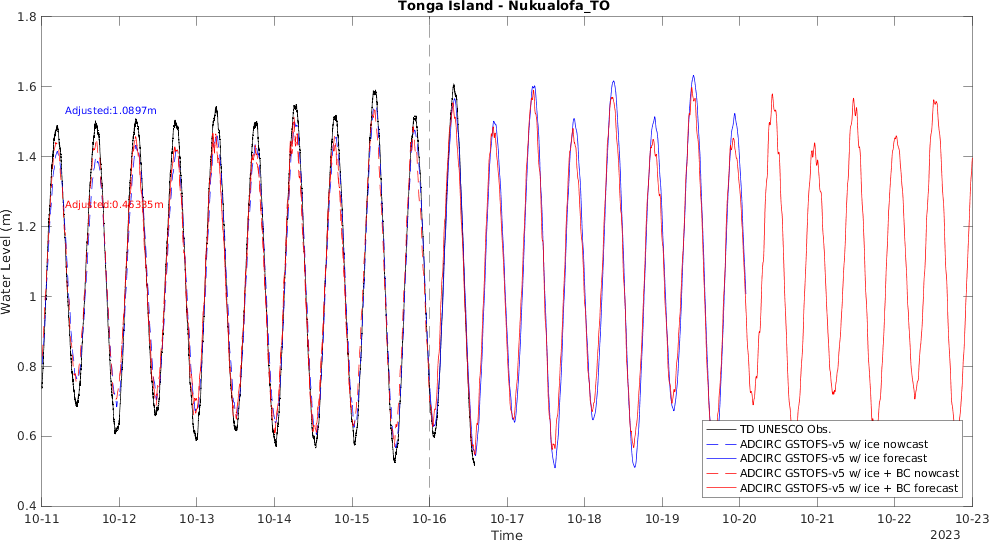 Tonga Island - Nukualofa_TO
1.8
1.6
1.4
1.2
1
0.8
0.6
0.4
Water Level (m)
Adjusted:1.0897m
Adjusted:0.45335m
TD UNESCO Obs.
ADCIRC GSTOFS-v5 w/ ice nowcast
ADCIRC GSTOFS-v5 w/ ice forecast
ADCIRC GSTOFS-v5 w/ ice + BC nowcast
ADCIRC GSTOFS-v5 w/ ice + BC forecast
10-11 10-12 10-13 10-14 10-15 10-16 10-17 10-18 10-19 10-20 10-21 10-22 10-23
Time
2023